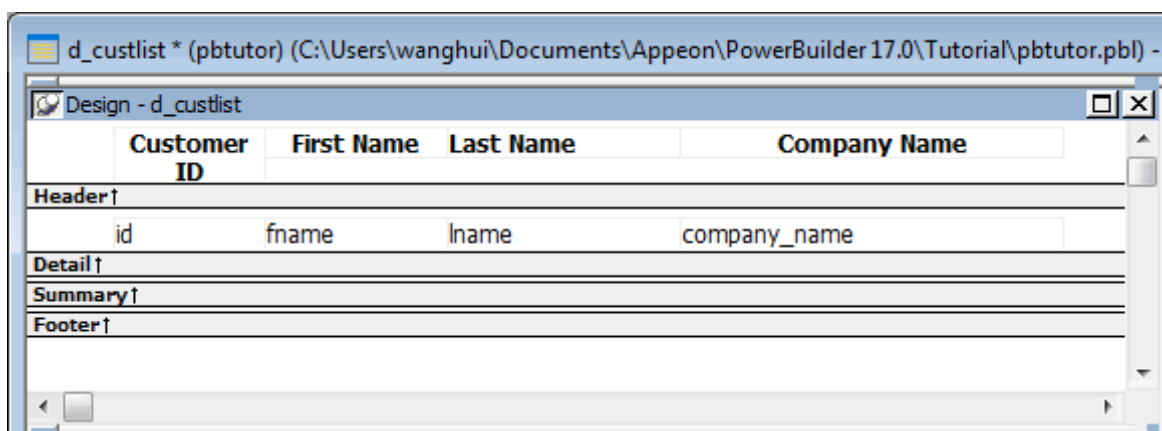 d_custlist * (pbtutor) (C:\Users\wanghui\Documents\Appeon\PowerBuilder 17.0\Tutorial\pbtutor.pbl) -
Design - d_custlist
Customer ID First Name Last Name Company Name
Header↑
id fname lname company_name
Detail↑
Summary↑
Footer↑